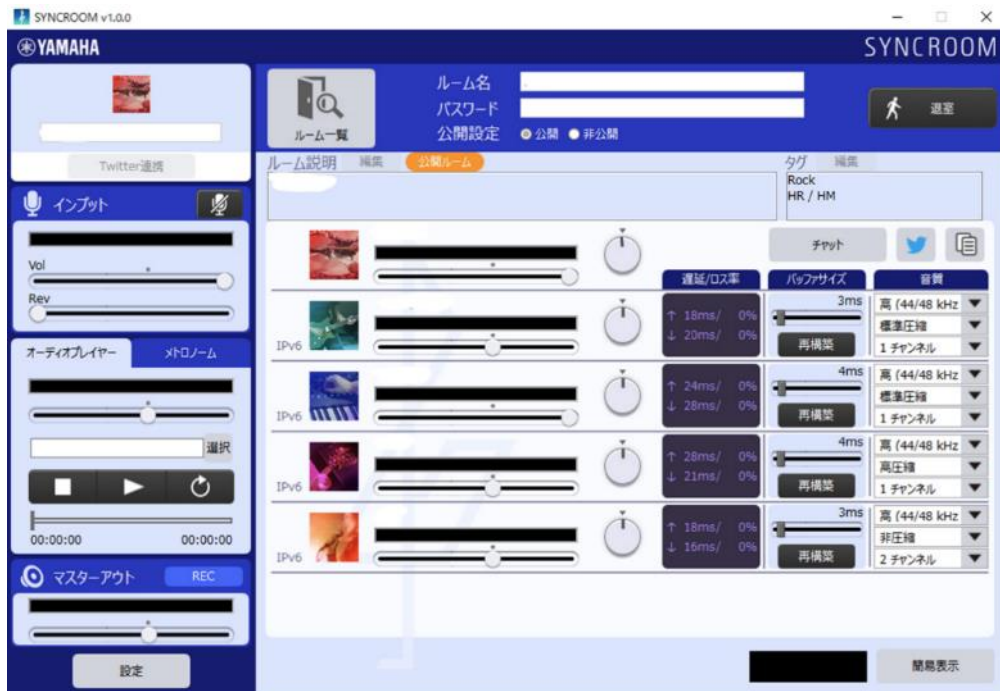 SYNCROOM v1.0.0
YAMAHA
SYNCROOM
Twitter連携
インプット
Vol
Rev
オーディオプレイヤー
メトロノーム
選択
00:00:00
00:00:00
マスターアウト
REC
設定
ルーム一覧
ルーム名
パスワード
公開設定
公開
非公開
退室
ルーム説明
編集
公開ルーム
タグ
編集
Rock
HR / HM
チャット
遅延/ロス率
バッファサイズ
音質
IPv6
↑ 18ms/ 0%
↓ 20ms/ 0%
3ms
再構築
高 (44/48 kHz
標準圧縮
1 チャンネル
IPv6
↑ 24ms/ 0%
↓ 28ms/ 0%
4ms
再構築
高 (44/48 kHz
標準圧縮
1 チャンネル
IPv6
↑ 28ms/ 0%
↓ 21ms/ 0%
4ms
再構築
高 (44/48 kHz
高圧縮
1 チャンネル
IPv6
↑ 18ms/ 0%
↓ 16ms/ 0%
3ms
再構築
高 (44/48 kHz
非圧縮
2 チャンネル
簡易表示